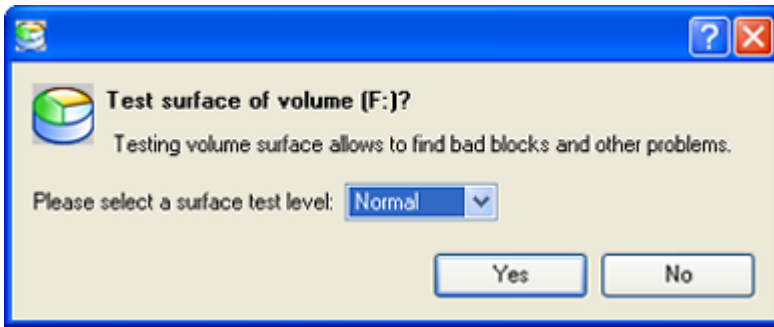 Test surface of volume (F:)?
Testing volume surface allows to find bad blocks and other problems.
Please select a surface test level: Normal
Yes No